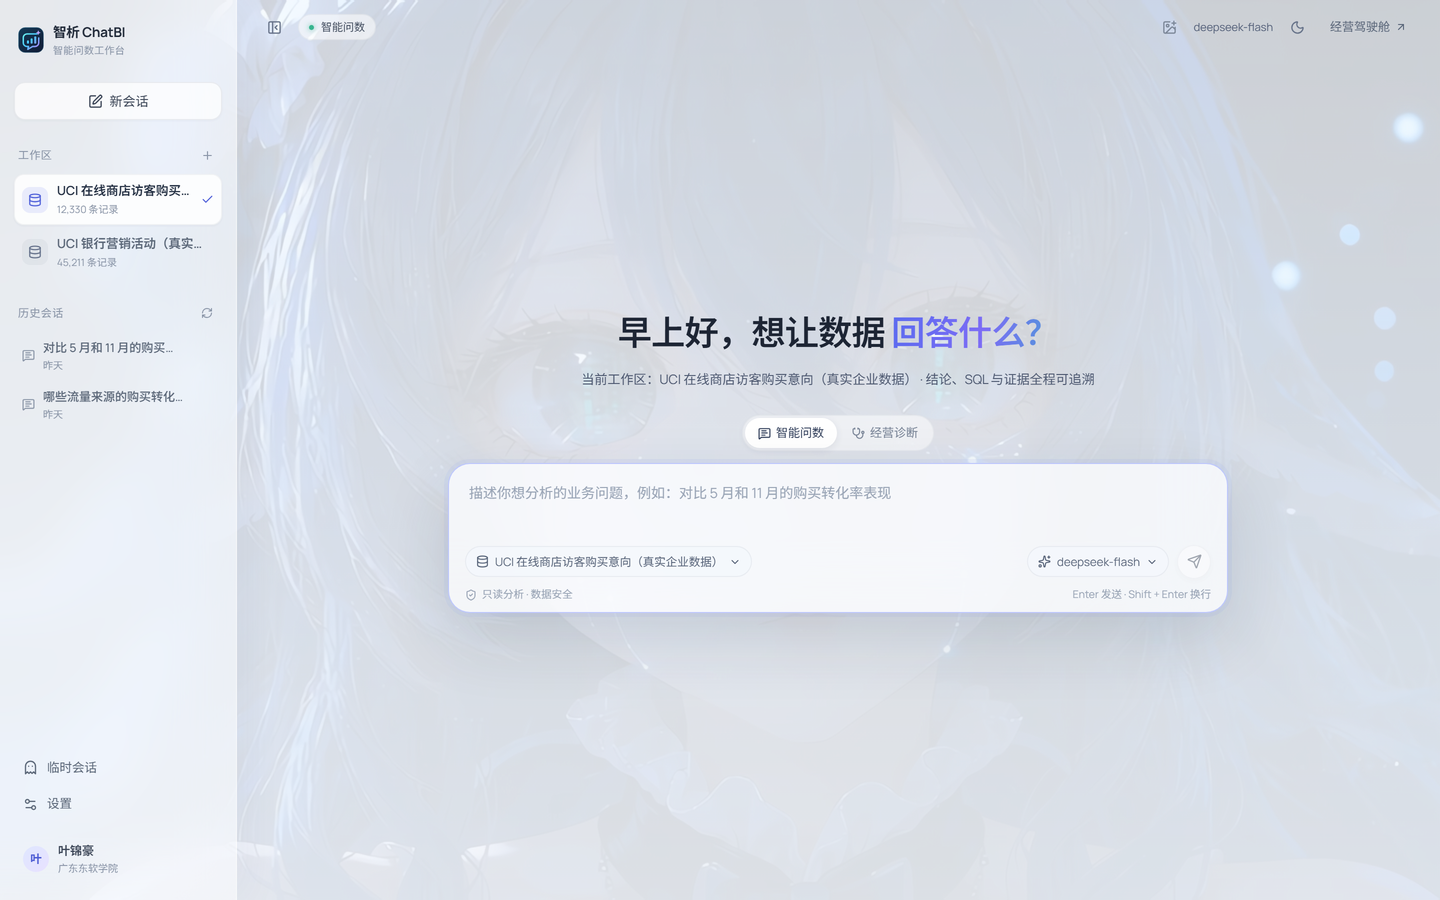 智析 ChatBI
智能问数工作台
新会话
工作区
UCI 在线商店访客购买...
12,330 条记录
UCI 银行营销活动（真实...
45,211 条记录
历史会话
对比 5 月和 11 月的购买...
昨天
哪些流量来源的购买转化...
昨天
临时会话
设置
叶
叶锦豪
广东东软学院
智能问数
deepseek-flash
经营驾驶舱
早上好，想让数据 回答什么？
当前工作区：UCI 在线商店访客购买意向（真实企业数据） · 结论、SQL 与证据全程可追溯
智能问数
经营诊断
描述你想分析的业务问题，例如：对比 5 月和 11 月的购买转化率表现
UCI 在线商店访客购买意向（真实企业数据）
deepseek-flash
只读分析 · 数据安全
Enter 发送 · Shift + Enter 换行